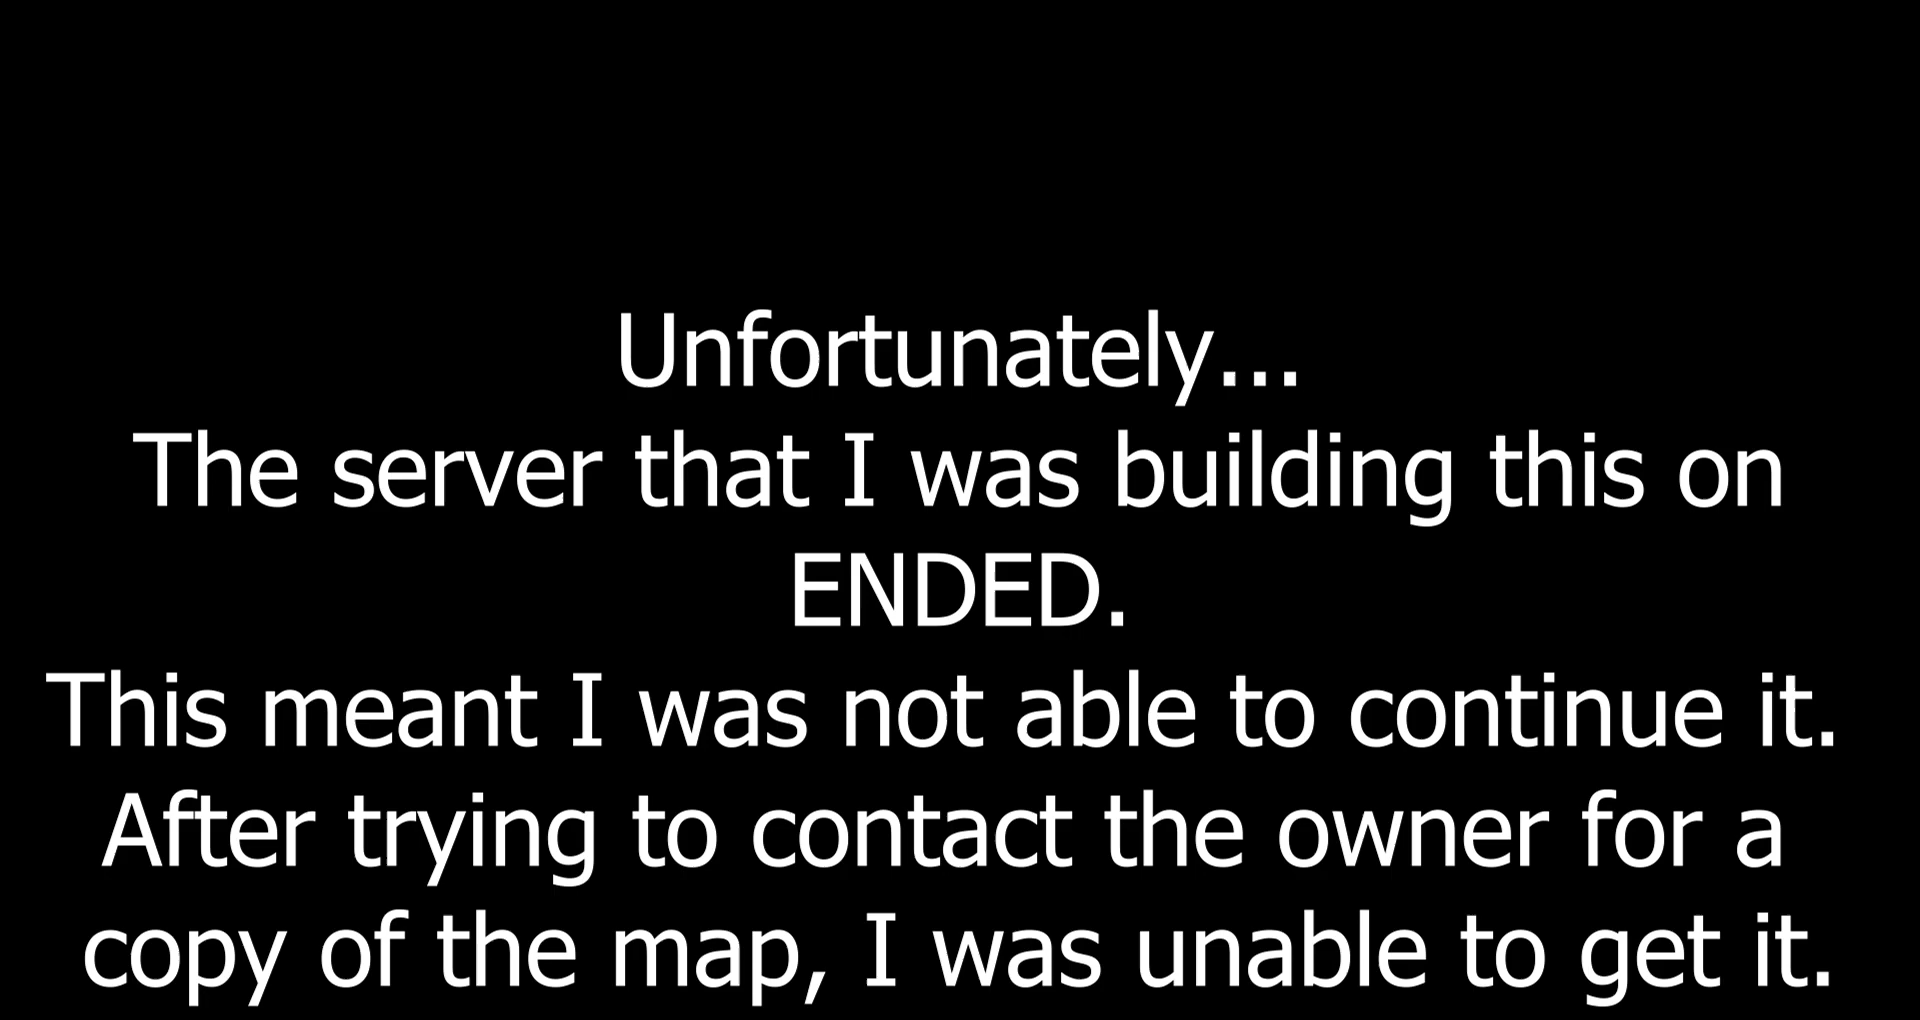 Unfortunately...
The server that I was building this on
ENDED.
This meant I was not able to continue it.
After trying to contact the owner for a
copy of the map, I was unable to get it.